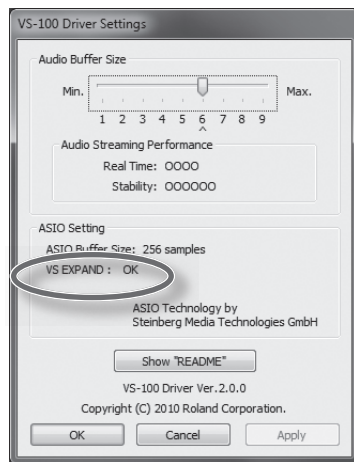 VS-100 Driver Settings
Audio Buffer Size
Min. Max.
1 2 3 4 5 6 7 8 9
^
Audio Streaming Performance
Real Time: OOOO
Stability: OOOOOO
ASIO Setting
ASIO Buffer Size: 256 samples
VS EXPAND : OK
ASIO Technology by
Steinberg Media Technologies GmbH
Show "README"
VS-100 Driver Ver.2.0.0
Copyright (C) 2010 Roland Corporation.
OK Cancel Apply